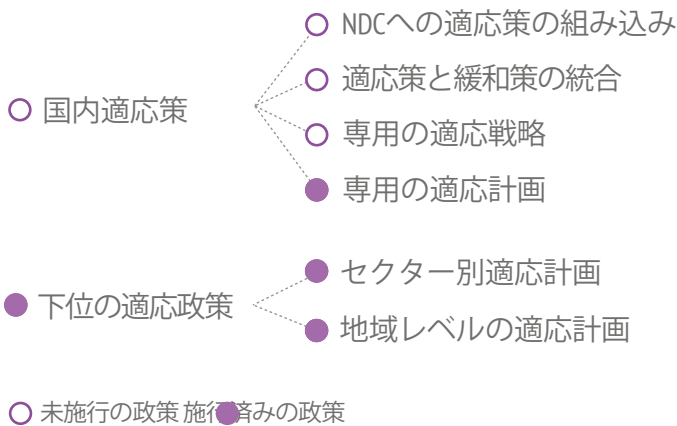 NDCへの適応策の組み込み
適応策と緩和策の統合
国内適応策
専用の適応戦略
専用の適応計画
セクター別適応計画
下位の適応政策
地域レベルの適応計画
未施行の政策 施行済みの政策